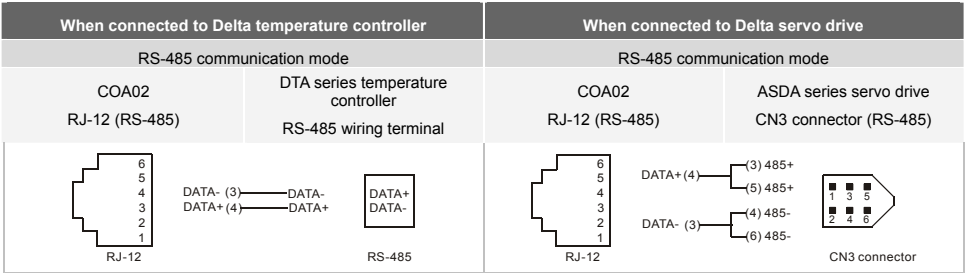 When connected to Delta temperature controller
When connected to Delta servo drive
RS-485 communication mode
RS-485 communication mode
COA02
RJ-12 (RS-485)
DTA series temperature
controller
RS-485 wiring terminal
COA02
RJ-12 (RS-485)
ASDA series servo drive
CN3 connector (RS-485)
6
5
4
3
2
1
RJ-12
DATA- (3) DATA-
DATA+ (4) DATA+
DATA+
DATA-
RS-485
6
5
4
3
2
1
RJ-12
DATA+ (4)
(3) 485+
(5) 485+
DATA- (3)
(4) 485-
(6) 485-
1 3 5
2 4 6
CN3 connector